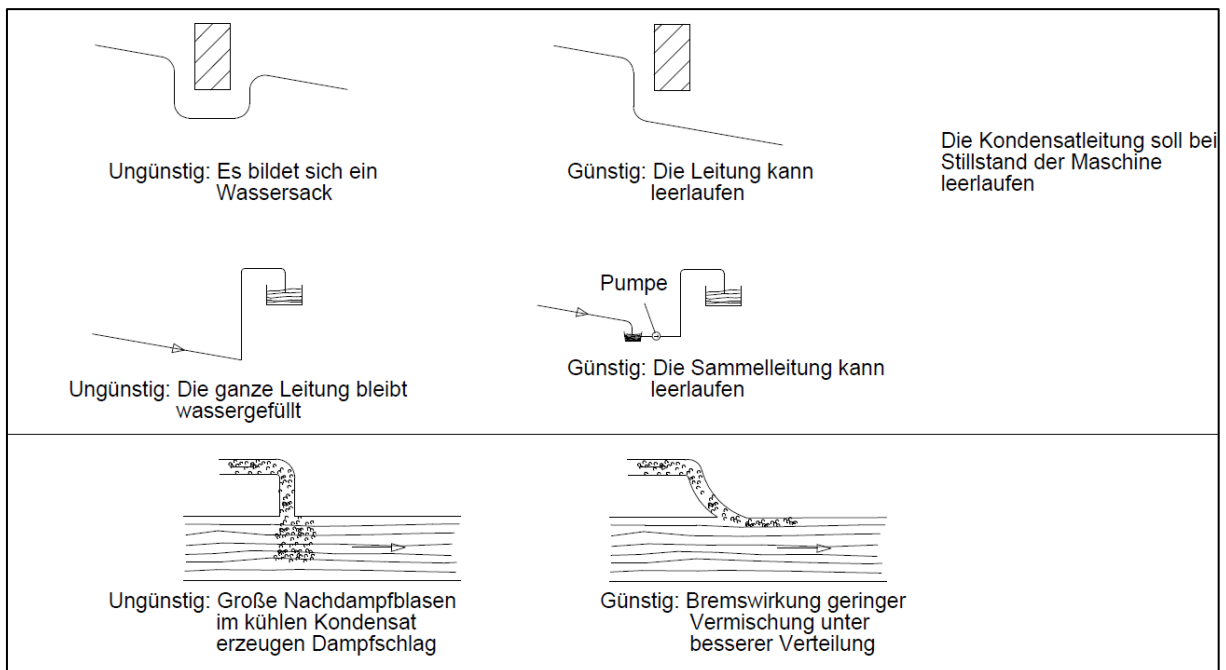 Ungünstig: Es bildet sich ein
Wassersack
Günstig: Die Leitung kann
leerlaufen
Die Kondensatleitung soll bei
Stillstand der Maschine
leerlaufen
Ungünstig: Die ganze Leitung bleibt
wassergefüllt
Pumpe
Günstig: Die Sammelleitung kann
leerlaufen
Ungünstig: Große Nachdampfblasen
im kühlen Kondensat
erzeugen Dampfschlag
Günstig: Bremswirkung geringer
Vermischung unter
besserer Verteilung